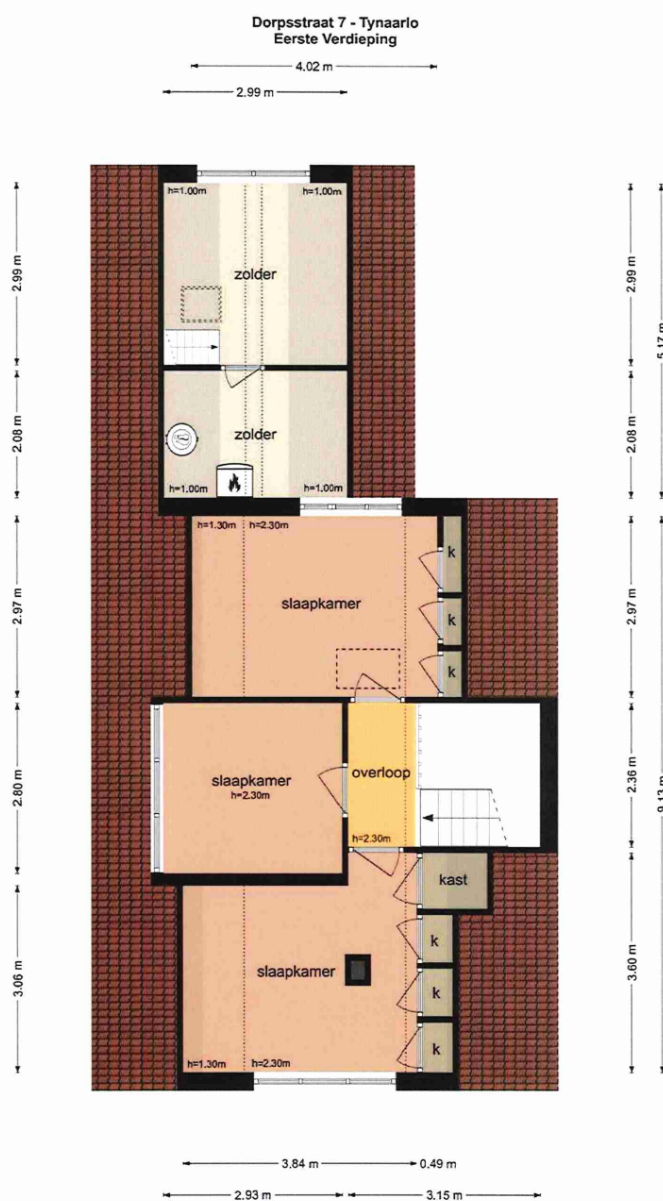 Dorpsstraat 7 - Tynaarlo
Eerste Verdieping
4.02 m
2.99 m
h=1.00m h=1.00m
zolder
2.99 m
2.99 m
5.17 m
zolder
2.08 m
2.08 m
h=1.00m h=1.00m
h=1.30m h=2.30m
k
slaapkamer
k
k
2.97 m
2.97 m
slaapkamer
h=2.30m
overloop
h=2.30m
2.80 m
2.36 m
9.13 m
kast
k
slaapkamer
k
k
3.06 m
3.60 m
h=1.30m h=2.30m
3.84 m 0.49 m
2.93 m 3.15 m